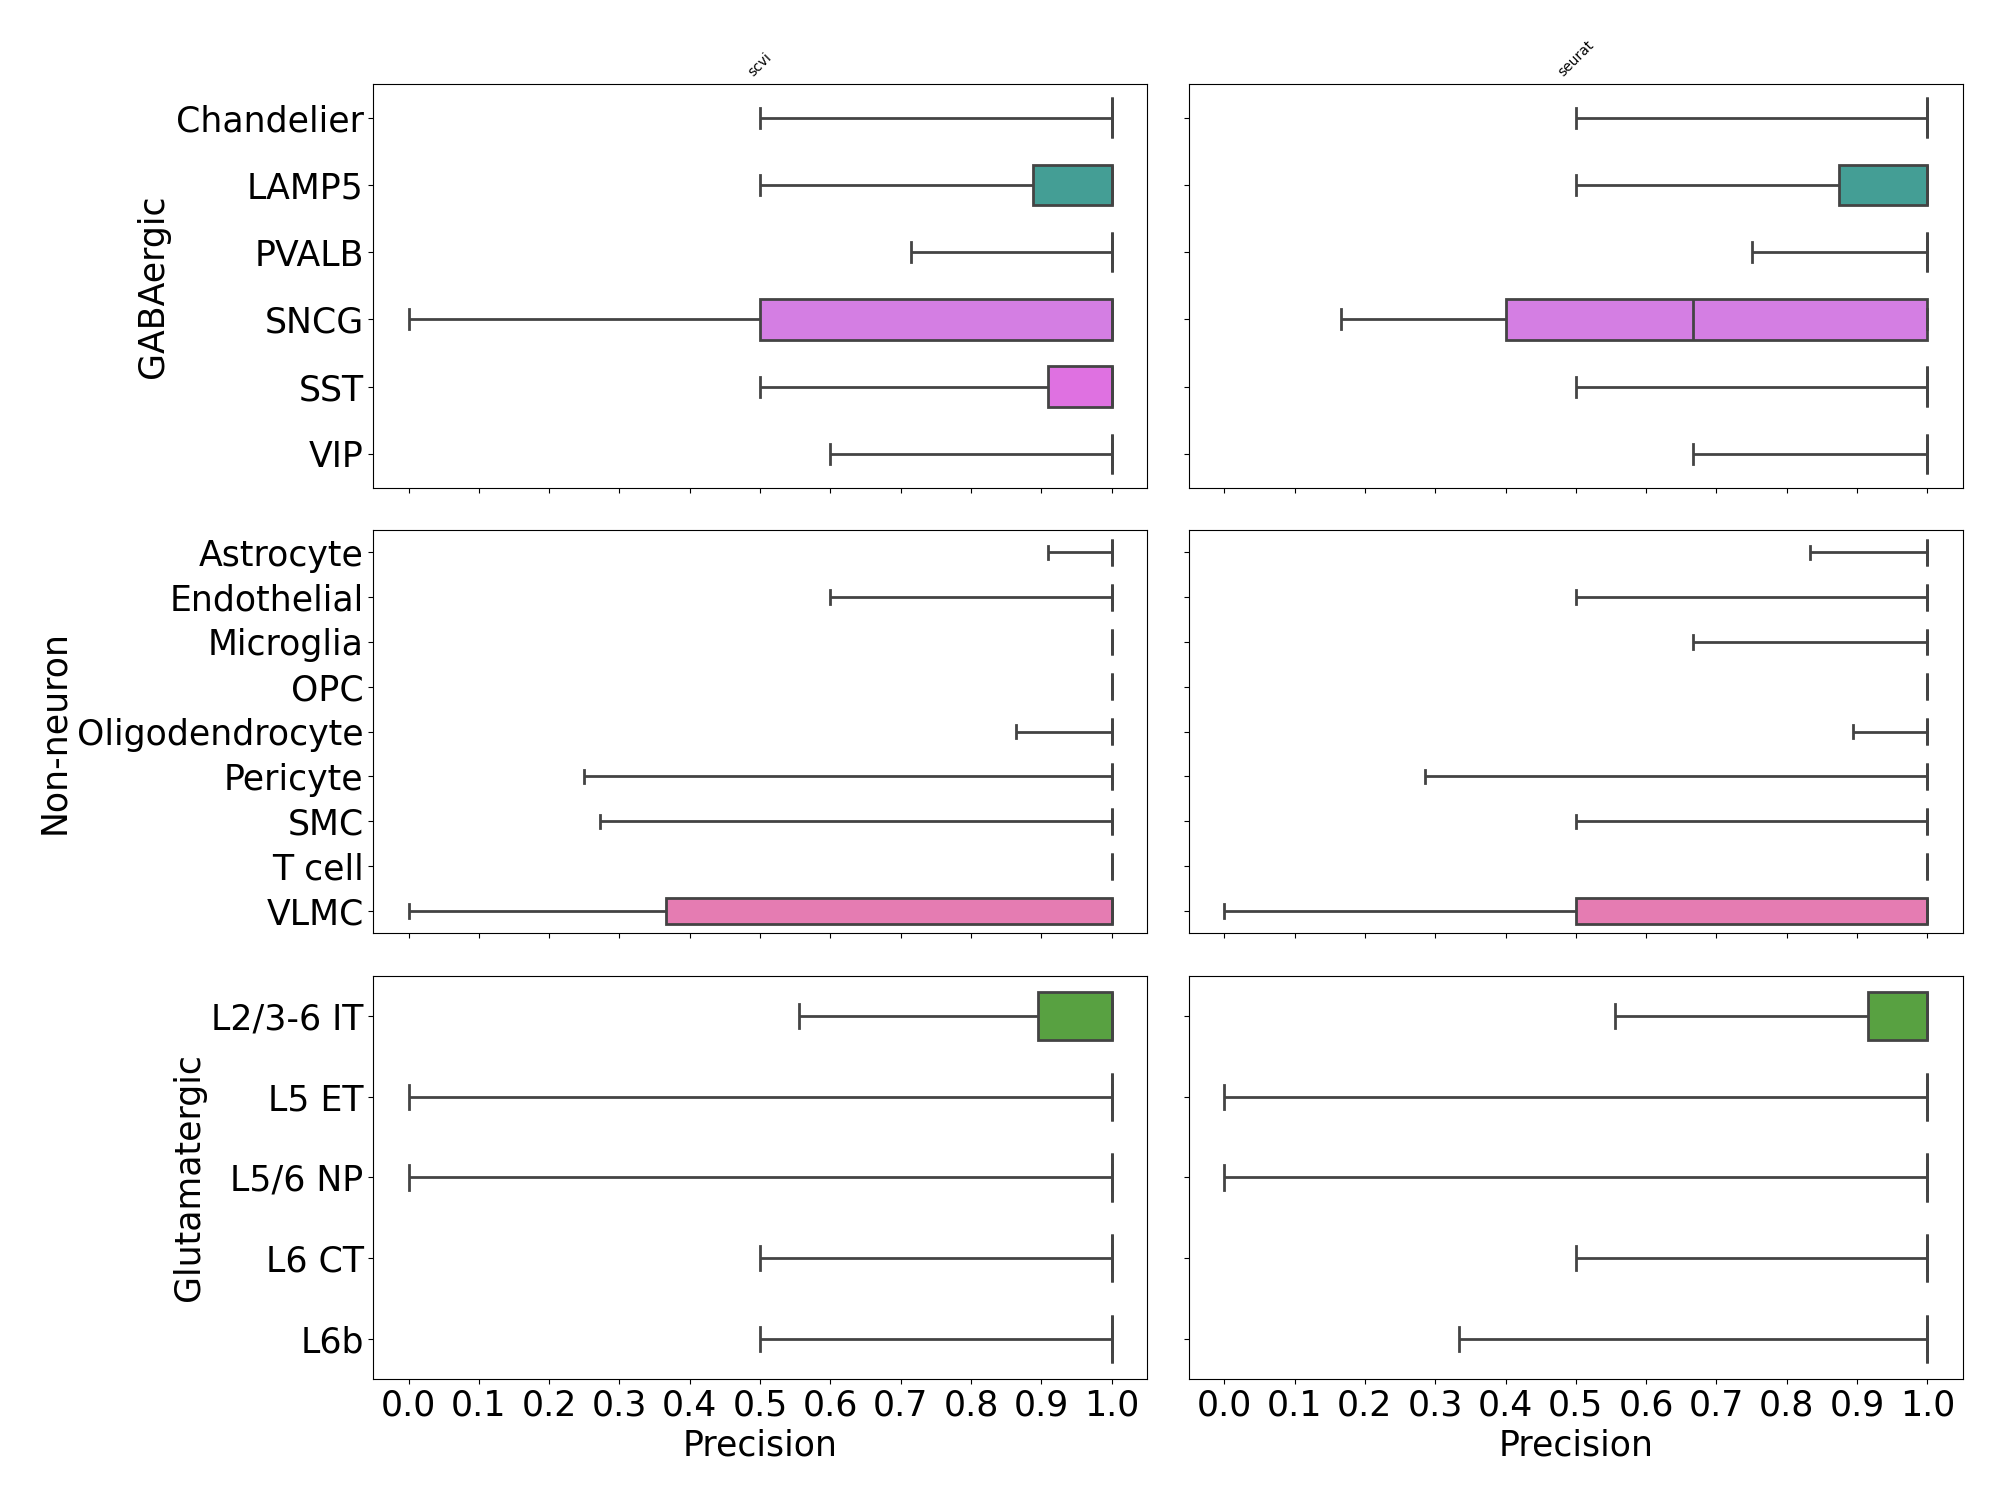 scvi
seurat
GABAergic
Chandelier
LAMP5
PVALB
SNCG
SST
VIP
Non-neuron
Astrocyte
Endothelial
Microglia
OPC
Oligodendrocyte
Pericyte
SMC
T cell
VLMC
Glutamatergic
L2/3-6 IT
L5 ET
L5/6 NP
L6 CT
L6b
0.0 0.1 0.2 0.3 0.4 0.5 0.6 0.7 0.8 0.9 1.0
Precision
0.0 0.1 0.2 0.3 0.4 0.5 0.6 0.7 0.8 0.9 1.0
Precision